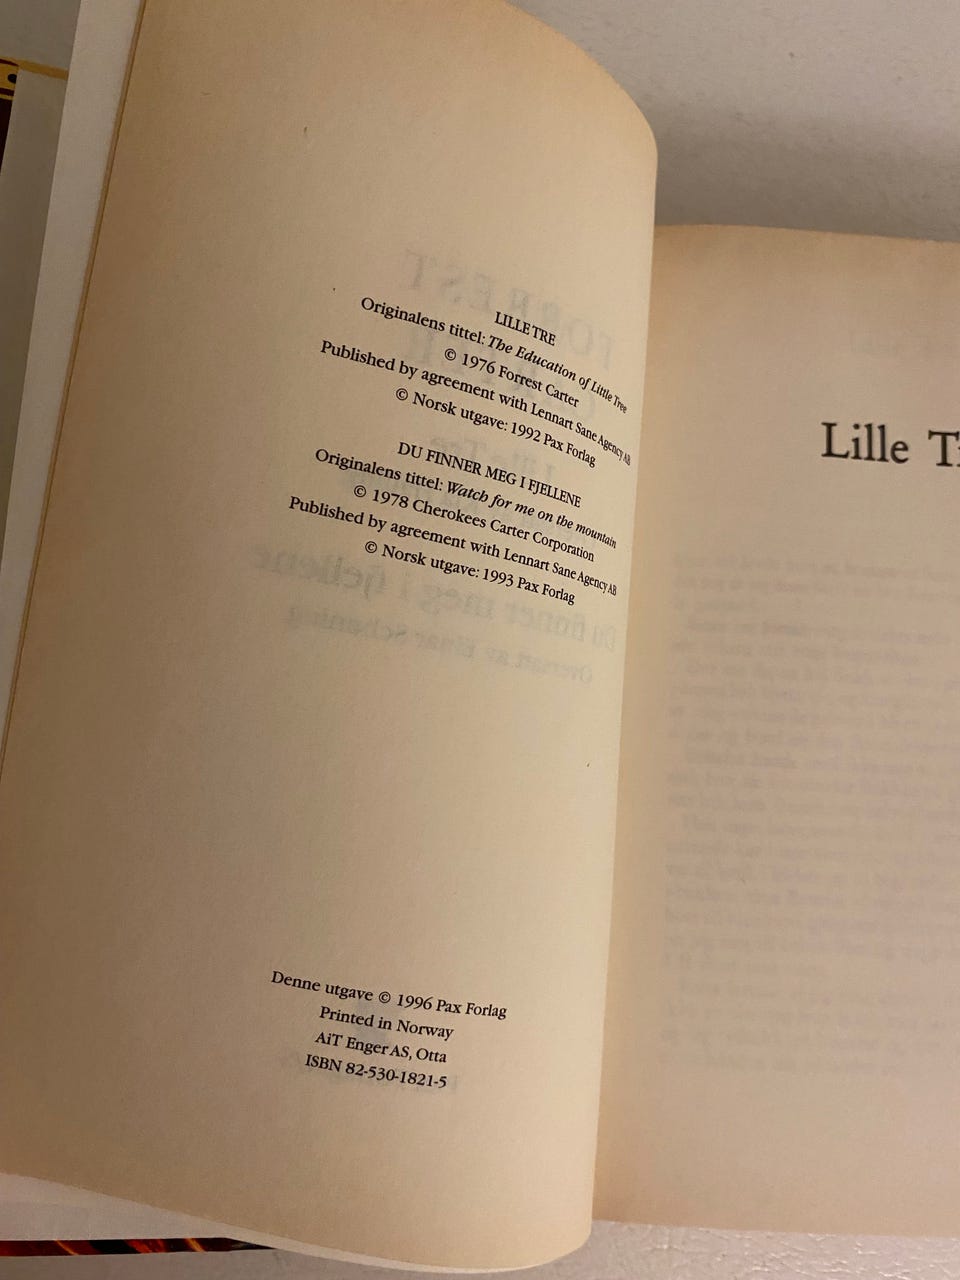 LILLE TRE
Originalens tittel: The Education of Little Tree
© 1976 Forrest Carter
Published by agreement with Lennart Sane Agency AB
© Norsk utgave: 1992 Pax Forlag
DU FINNER MEG I FJELLENE
Originalens tittel: Watch for me on the mountain
© 1978 Cherokees Carter Corporation
Published by agreement with Lennart Sane Agency AB
© Norsk utgave: 1993 Pax Forlag
Denne utgave © 1996 Pax Forlag
Printed in Norway
AiT Enger AS, Otta
ISBN 82-530-1821-5
Lille